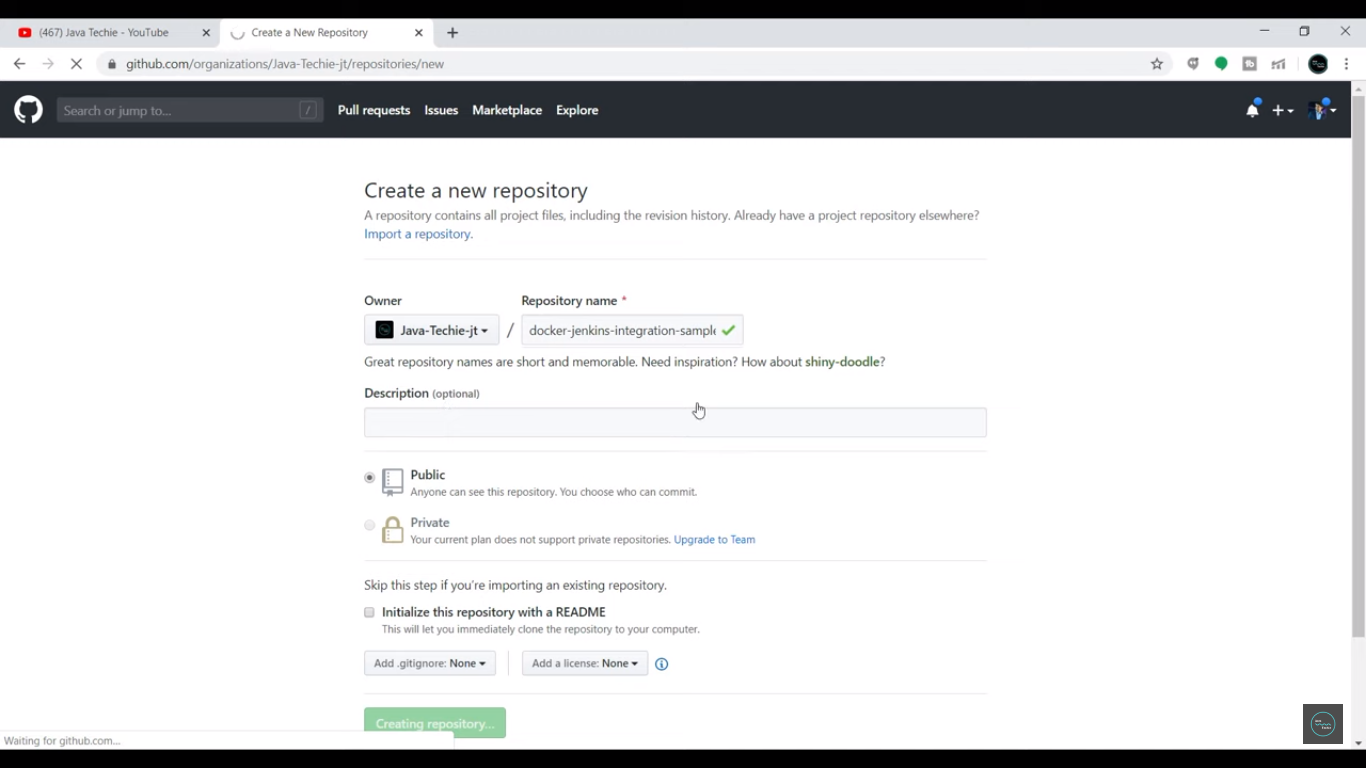 (467) Java Techie - YouTube
Create a New Repository
github.com/organizations/Java-Techie-jt/repositories/new
Search or jump to...
/
Pull requests
Issues
Marketplace
Explore
Create a new repository
A repository contains all project files, including the revision history. Already have a project repository elsewhere?
Import a repository.
Owner
Repository name *
Java-Techie-jt
/
docker-jenkins-integration-sample
Great repository names are short and memorable. Need inspiration? How about shiny-doodle?
Description (optional)
Public
Anyone can see this repository. You choose who can commit.
Private
Your current plan does not support private repositories. Upgrade to Team
Skip this step if you're importing an existing repository.
Initialize this repository with a README
This will let you immediately clone the repository to your computer.
Add .gitignore: None
Add a license: None
Creating repository...
Waiting for github.com...